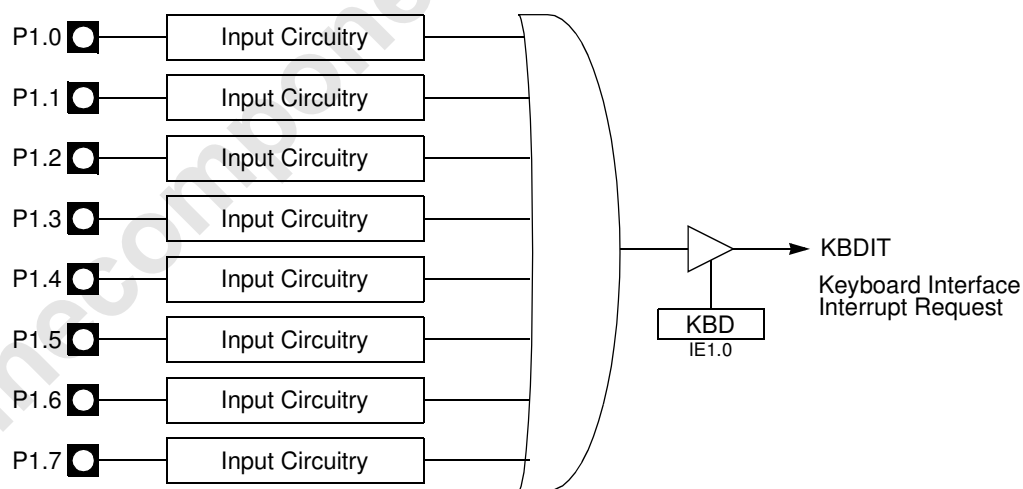 P1.0 Input Circuitry
P1.1 Input Circuitry
P1.2 Input Circuitry
P1.3 Input Circuitry
P1.4 Input Circuitry
P1.5 Input Circuitry
P1.6 Input Circuitry
P1.7 Input Circuitry
KBDIT
Keyboard Interface
Interrupt Request
KBD
IE1.0
necompone